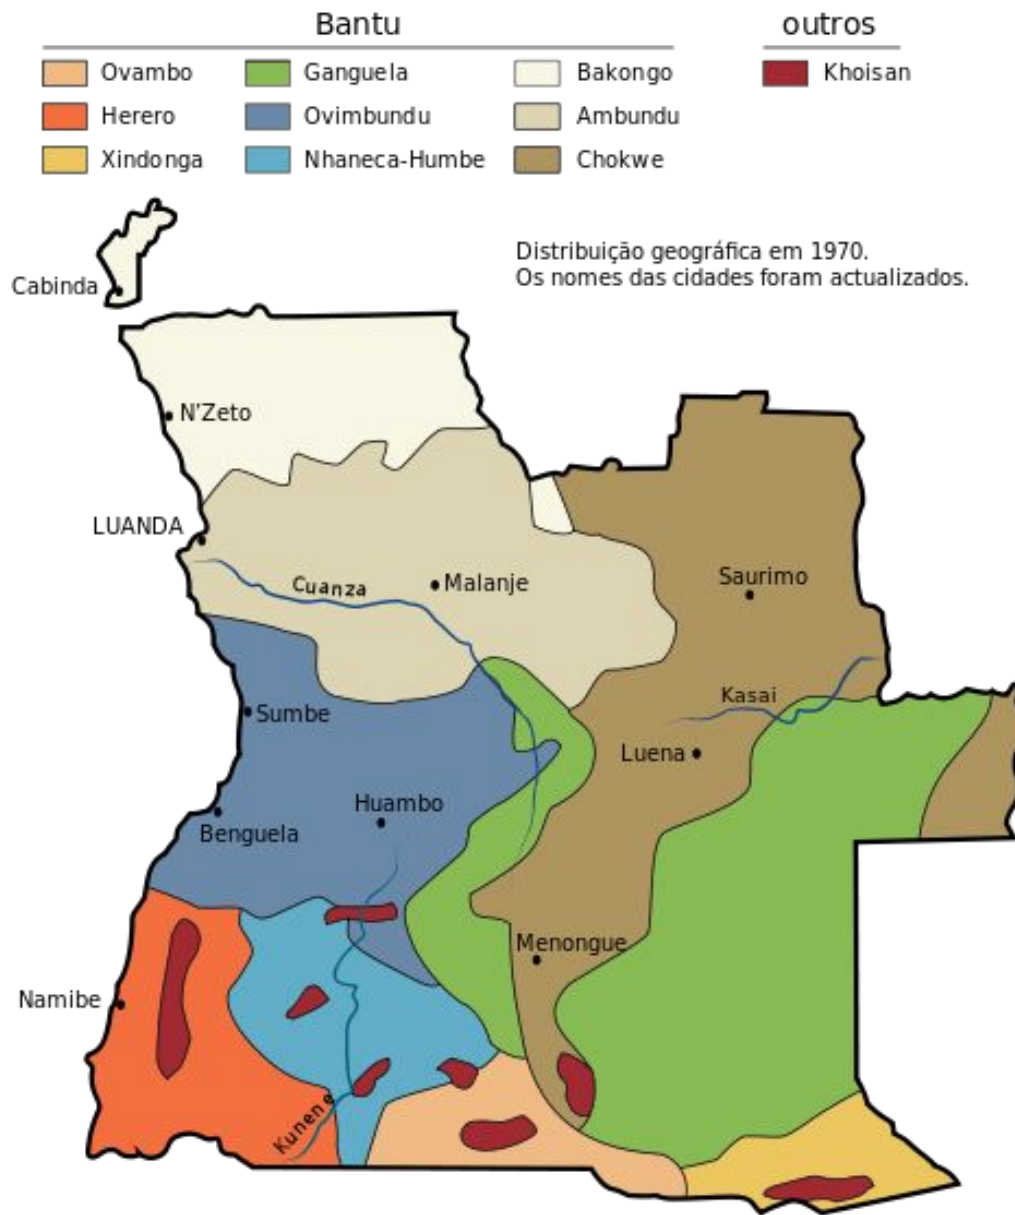 Bantu
outros
Ovambo
Ganguela
Bakongo
Khoisan
Herero
Ovimbundu
Ambundu
Xindonga
Nhaneca-Humbe
Chokwe
Distribuição geográfica em 1970.
Os nomes das cidades foram actualizados.
Cabinda
N'Zeto
LUANDA
Cuanza
Malanje
Saurimo
Kasai
Sumbe
Luena
Huambo
Benguela
Menongue
Namibe
Kunene